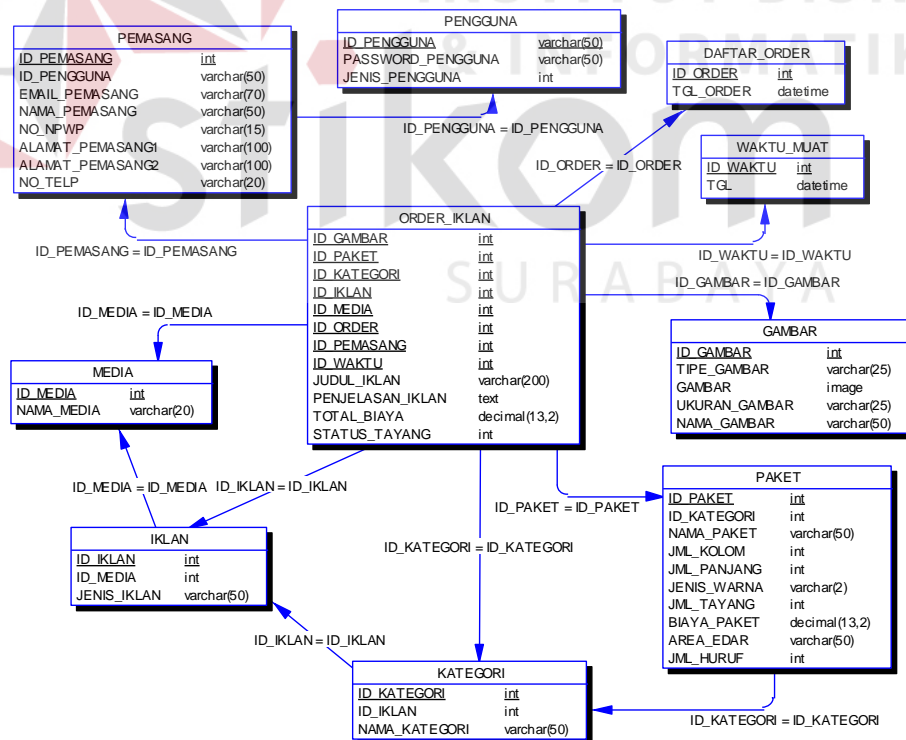 INSTITUT BISNIS
& INFORMATIKA
stikom
SURABAYA
PEMASANG
ID_PEMASANG int
ID_PENGGUNA varchar(50)
EMAIL_PEMASANG varchar(70)
NAMA_PEMASANG varchar(50)
NO_NPWP varchar(15)
ALAMAT_PEMASANG1 varchar(100)
ALAMAT_PEMASANG2 varchar(100)
NO_TELP varchar(20)
PENGGUNA
ID_PENGGUNA varchar(50)
PASSWORD_PENGGUNA varchar(50)
JENIS_PENGGUNA int
DAFTAR_ORDER
ID_ORDER int
TGL_ORDER datetime
ID_PENGGUNA = ID_PENGGUNA
ID_ORDER = ID_ORDER
WAKTU_MUAT
ID_WAKTU int
TGL datetime
ID_PEMASANG = ID_PEMASANG
ORDER_IKLAN
ID_GAMBAR int
ID_PAKET int
ID_KATEGORI int
ID_IKLAN int
ID_MEDIA int
ID_ORDER int
ID_PEMASANG int
ID_WAKTU int
JUDUL_IKLAN varchar(200)
PENJELASAN_IKLAN text
TOTAL_BIAYA decimal(13,2)
STATUS_TAYANG int
ID_WAKTU = ID_WAKTU
ID_GAMBAR = ID_GAMBAR
ID_MEDIA = ID_MEDIA
GAMBAR
ID_GAMBAR int
TIPE_GAMBAR varchar(25)
GAMBAR image
UKURAN_GAMBAR varchar(25)
NAMA_GAMBAR varchar(50)
MEDIA
ID_MEDIA int
NAMA_MEDIA varchar(20)
ID_MEDIA = ID_MEDIA
ID_IKLAN = ID_IKLAN
ID_PAKET = ID_PAKET
PAKET
ID_PAKET int
ID_KATEGORI int
NAMA_PAKET varchar(50)
JML_KOLOM int
JML_PANJANG int
JENIS_WARNA varchar(2)
JML_TAYANG int
BIAYA_PAKET decimal(13,2)
AREA_EDAR varchar(50)
JML_HURUF int
IKLAN
ID_IKLAN int
ID_MEDIA int
JENIS_IKLAN varchar(50)
ID_KATEGORI = ID_KATEGORI
ID_IKLAN = ID_IKLAN
KATEGORI
ID_KATEGORI int
ID_IKLAN int
NAMA_KATEGORI varchar(50)
ID_KATEGORI = ID_KATEGORI